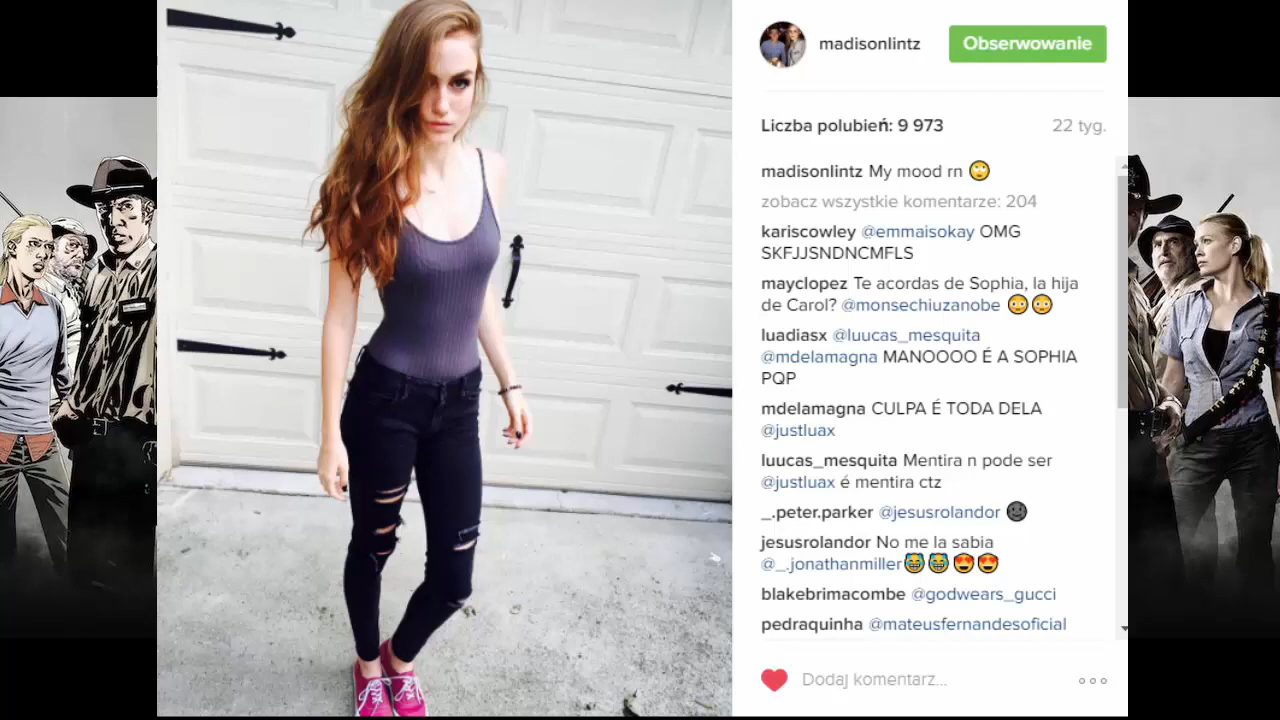 madisonlintz
Obserwowanie
Liczba polubień: 9 973
22 tyg.
madisonlintz My mood rn 🙄
zobacz wszystkie komentarze: 204
kariscowley @emmaisokay OMG
SKFJJSNDNCMFLS
mayclopez Te acordas de Sophia, la hija
de Carol? @monsechiuzanobe 😳😳
luadiasx @luucas_mesquita
@mdelamagna MANOOOO É A SOPHIA
PQP
mdelamagna CULPA É TODA DELA
@justluax
luucas_mesquita Mentira n pode ser
@justluax é mentira ctz
_.peter.parker @jesusrolandor 🌚
jesusrolandor No me la sabia
@_.jonathanmiller😹😹😍😍
blakebrimacombe @godwears_gucci
pedraquinha @mateusfernandesoficial
Dodaj komentarz...